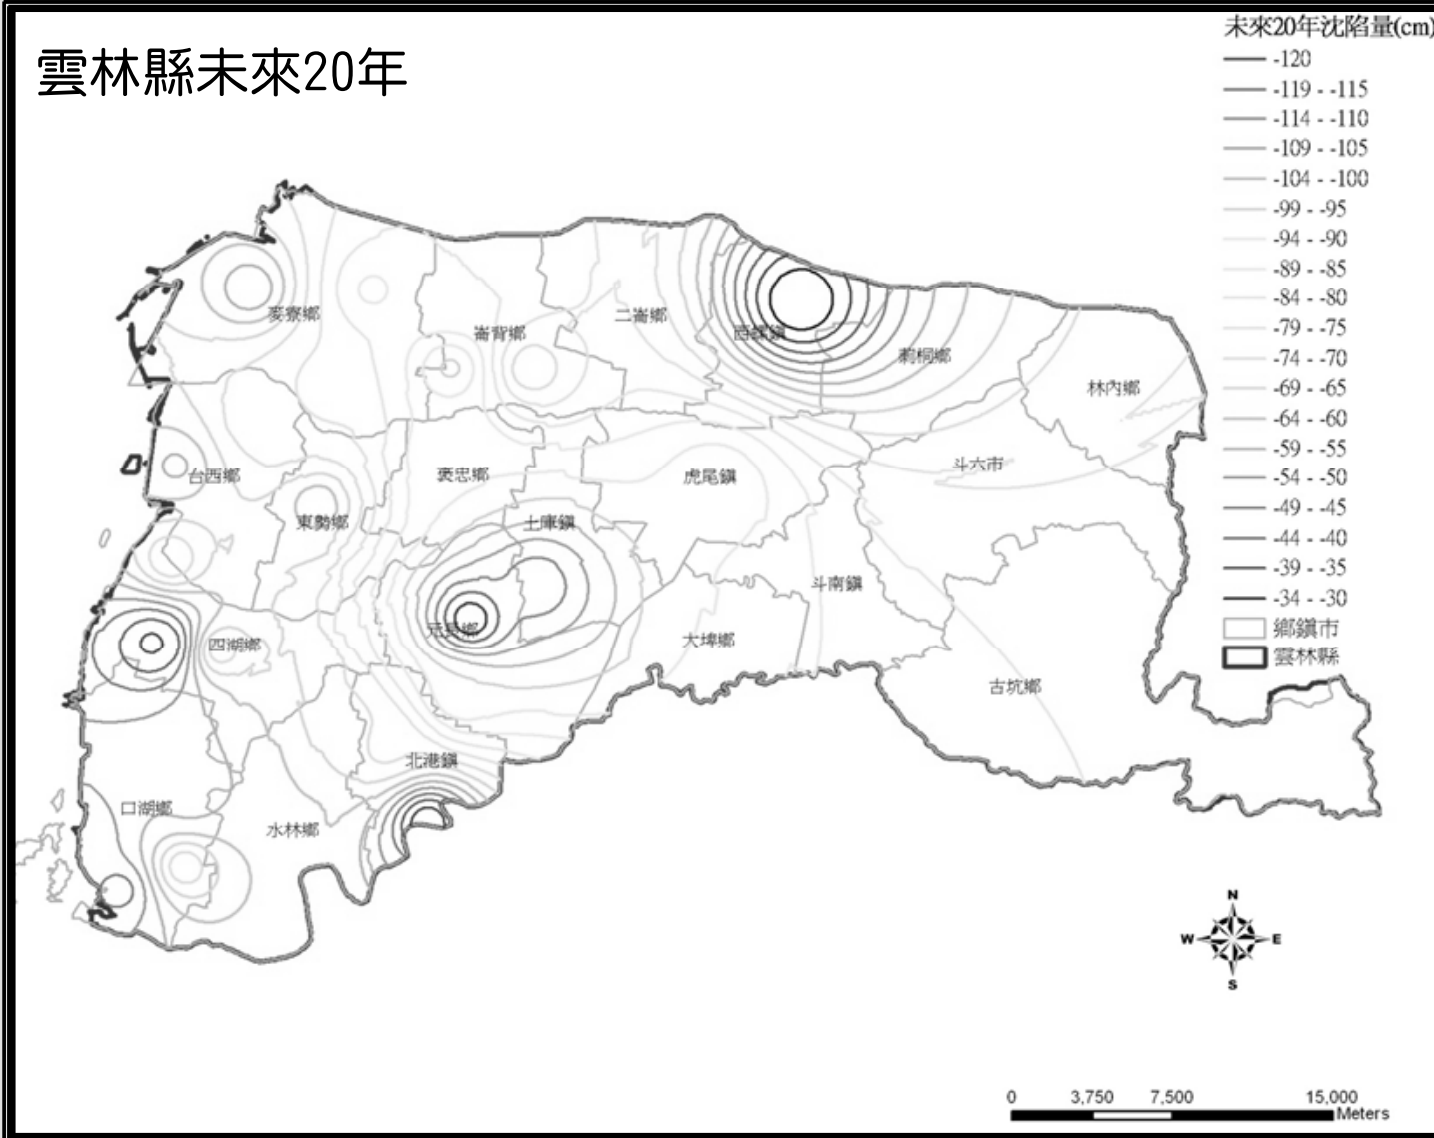 未來20年沈陷量(cm)
雲林縣未來20年
-120
-119 - -115
-114 - -110
-109 - -105
-104 - -100
-99 - -95
-94 - -90
-89 - -85
-84 - -80
-79 - -75
-74 - -70
-69 - -65
-64 - -60
-59 - -55
-54 - -50
-49 - -45
-44 - -40
-39 - -35
-34 - -30
鄉鎮市
雲林縣
麥寮鄉
崙背鄉
二崙鄉
西螺鎮
莿桐鄉
林內鄉
台西鄉
褒忠鄉
虎尾鎮
斗六市
東勢鄉
土庫鎮
斗南鎮
元長鄉
四湖鄉
大埤鄉
古坑鄉
北港鎮
口湖鄉
水林鄉
N
W E
S
0 3,750 7,500 15,000
Meters